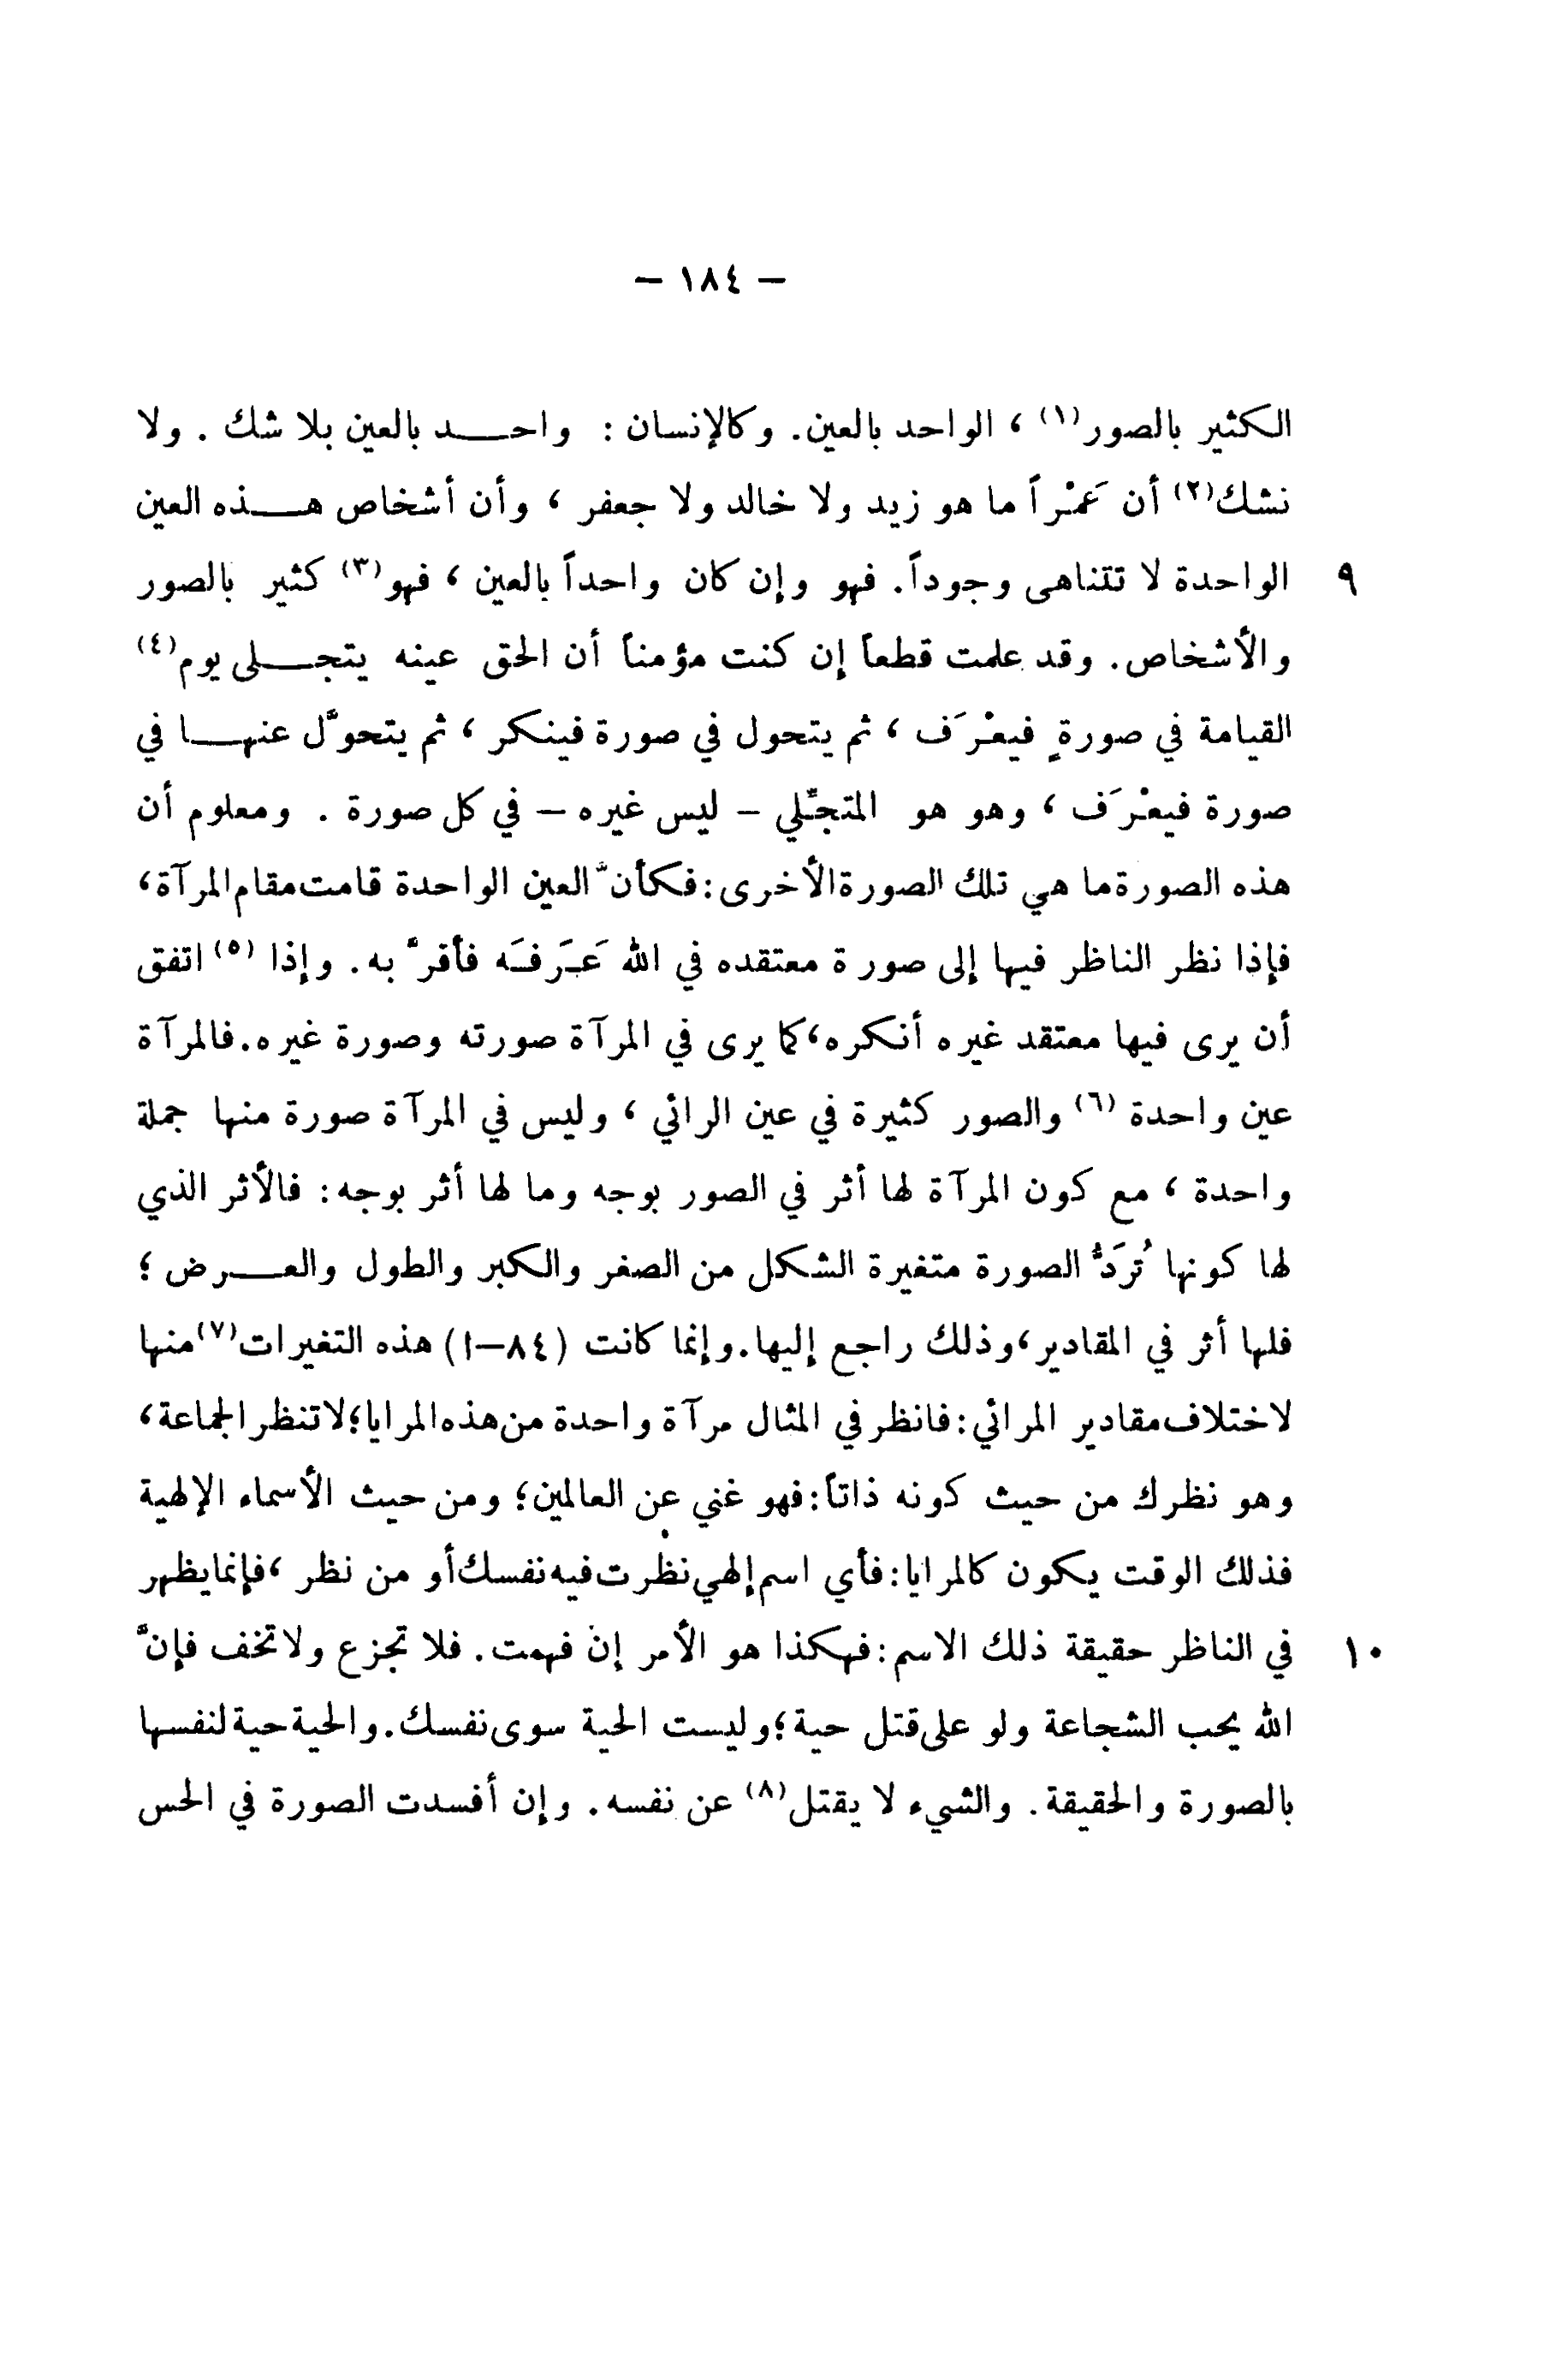 — ١٨٤ —
الكثير بالصور(١) ، الواحد بالعين. وكالإنسان : واحد بالعين بلا شك . ولا
نشك(٢) أن عَمْراً ما هو زيد ولا خالد ولا جعفر ، وأن أشخاص هذه العين
٩ الواحدة لا تتناهى وجوداً. فهو وإن كان واحداً بالعين ، فهو(٣) كثير بالصور
والأشخاص. وقد علمت قطعاً إن كنت مؤمناً أن الحق عينه يتجلى يوم(٤)
القيامة في صورةٍ فيعْرَف ، ثم يتحول في صورة فينكر ، ثم يتحوَّل عنها في
صورة فيعْرَف ، وهو هو المتجلِّي – ليس غيره – في كل صورة . ومعلوم أن
هذه الصورة ما هي تلك الصورة الأخرى: فكأنَّ العين الواحدة قامت مقام المرآة،
فإذا نظر الناظر فيها إلى صورة معتقده في الله عَرَفَه فأقرَّ به. وإذا (٥) اتفق
أن يرى فيها معتقد غيره أنكره، كما يرى في المرآة صورته وصورة غيره. فالمرآة
عين واحدة (٦) والصور كثيرة في عين الرائي ، وليس في المرآة صورة منها جملة
واحدة ، مع كون المرآة لها أثر في الصور بوجه وما لها أثر بوجه: فالأثر الذي
لها كونها تُرَدُّ الصورة متغيرة الشكل من الصغر والكبر والطول والعرض ؛
فلها أثر في المقادير، وذلك راجع إليها. وإنما كانت (٨٤–١) هذه التغيرات(٧) منها
لاختلاف مقادير المرائي: فانظر في المثال مرآة واحدة من هذه المرايا؛ لا تنظر الجماعة،
وهو نظرك من حيث كونه ذاتاً: فهو غني عن العالمين؛ ومن حيث الأسماء الإلهية
فذلك الوقت يكون كالمرايا: فأي اسم إلهي نظرت فيه نفسك أو من نظر ، فإنما يظهر
١٠ في الناظر حقيقة ذلك الاسم: فهكذا هو الأمر إن فهمت. فلا تجزع ولا تخف فإنَّ
الله يحب الشجاعة ولو على قتل حية؛ وليست الحية سوى نفسك. والحية حية لنفسها
بالصورة والحقيقة. والشيء لا يقتل(٨) عن نفسه. وإن أفسدت الصورة في الحس